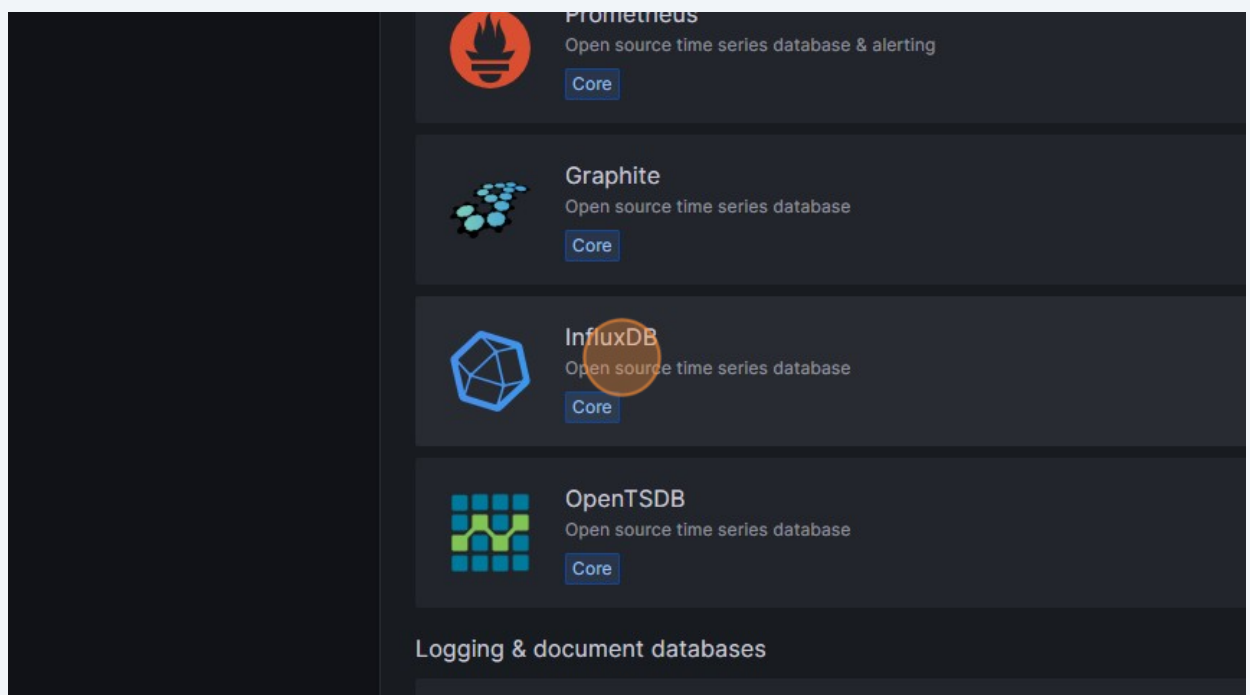 Prometheus
Open source time series database & alerting
Core
Graphite
Open source time series database
Core
InfluxDB
Open source time series database
Core
OpenTSDB
Open source time series database
Core
Logging & document databases